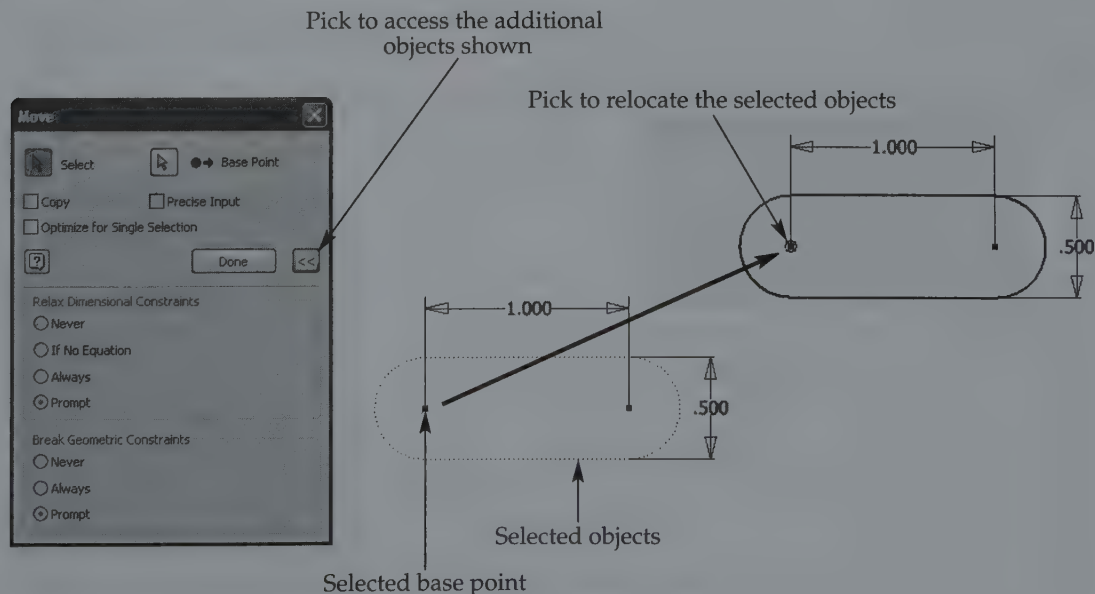 Pick to access the additional
objects shown
Pick to relocate the selected objects
Move
Select
Base Point
Copy
Precise Input
Optimize for Single Selection
?
Done
<<
Relax Dimensional Constraints
Never
If No Equation
Always
Prompt
Break Geometric Constraints
Never
Always
Prompt
1.000
.500
1.000
.500
Selected objects
Selected base point